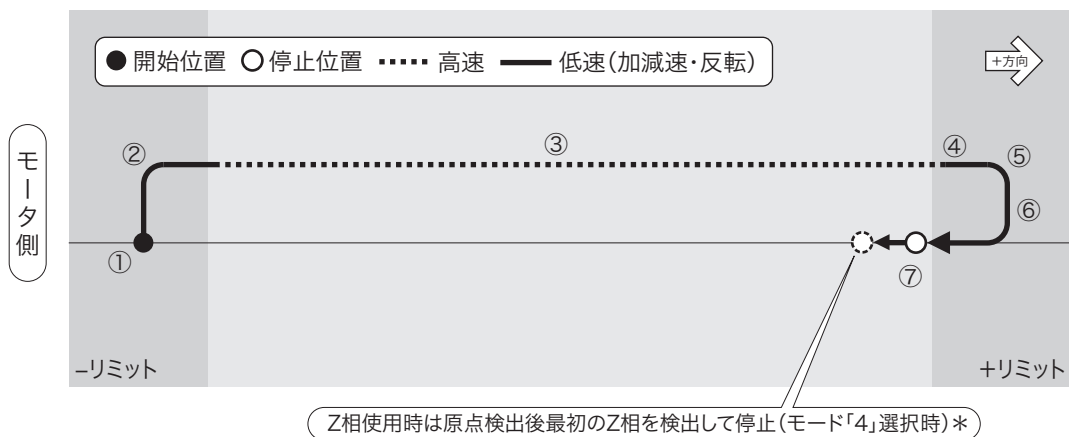 開始位置 停止位置 高速 低速(加減速・反転)
+方向
モータ側
① ② ③ ④ ⑤ ⑥ ⑦
−リミット
+リミット
Z相使用時は原点検出後最初のZ相を検出して停止(モード「4」選択時)＊